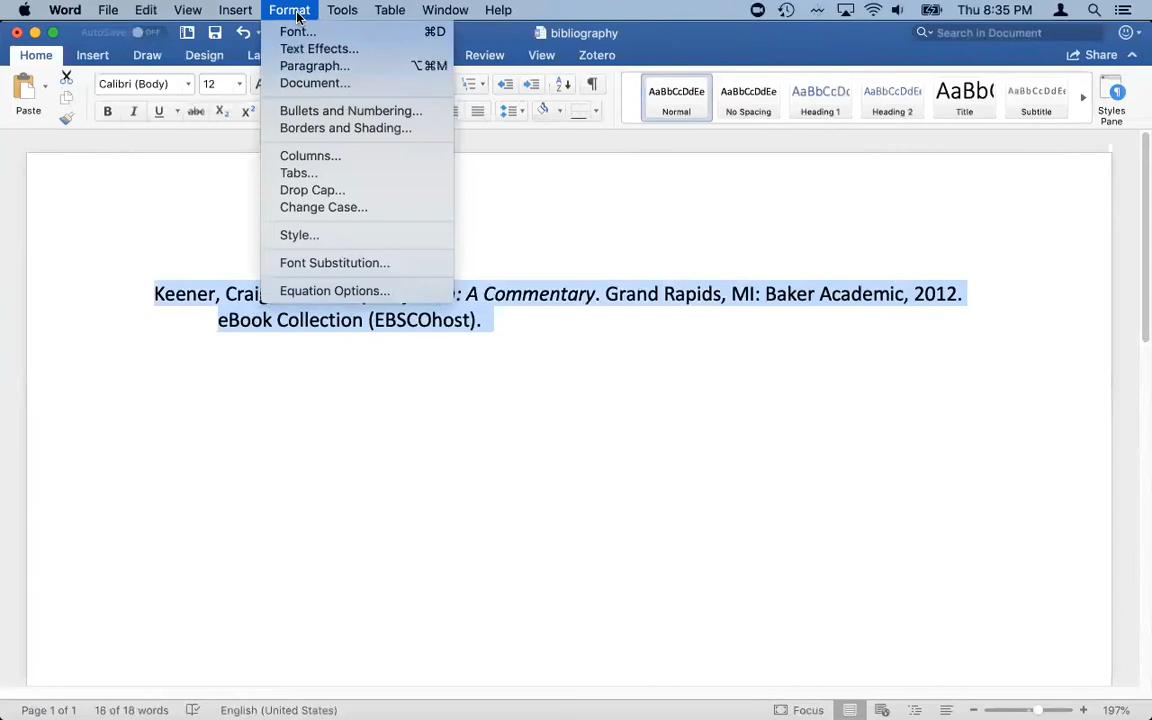 Word File Edit View Insert Format Tools Table Window Help Thu 8:35 PM
AutoSave OFF bibliography Search in Document
Home Insert Draw Design Review View Zotero Share
Paste Calibri (Body) 12
Font... ⌘D
Text Effects...
Paragraph... ⌥⌘M
Document...
Bullets and Numbering...
Borders and Shading...
Columns...
Tabs...
Drop Cap...
Change Case...
Style...
Font Substitution...
Equation Options...
AaBbCcDdEe AaBbCcDdEe AaBbCcDc AaBbCcDdEe AaBbC AaBbCcDdEe
Normal No Spacing Heading 1 Heading 2 Title Subtitle Styles Pane
Keener, Craig A Commentary. Grand Rapids, MI: Baker Academic, 2012.
eBook Collection (EBSCOhost).
Page 1 of 1 18 of 18 words English (United States) Focus 197%